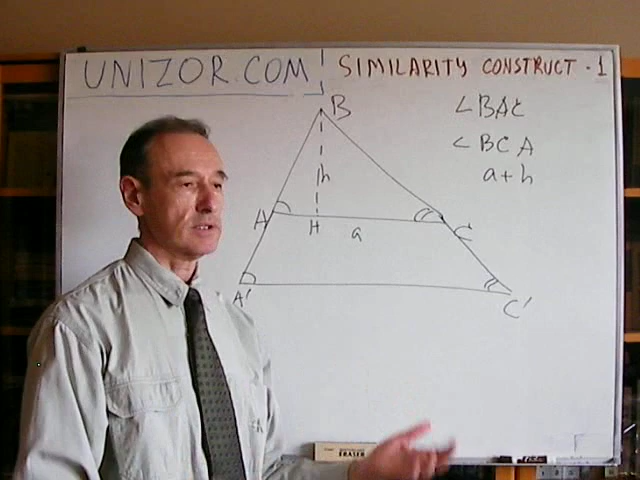 UNIZOR.COM
SIMILARITY CONSTRUCT - 1
B
∠BAC
∠BCA
a+h
h
A
H
a
C
A'
C'
ERASER